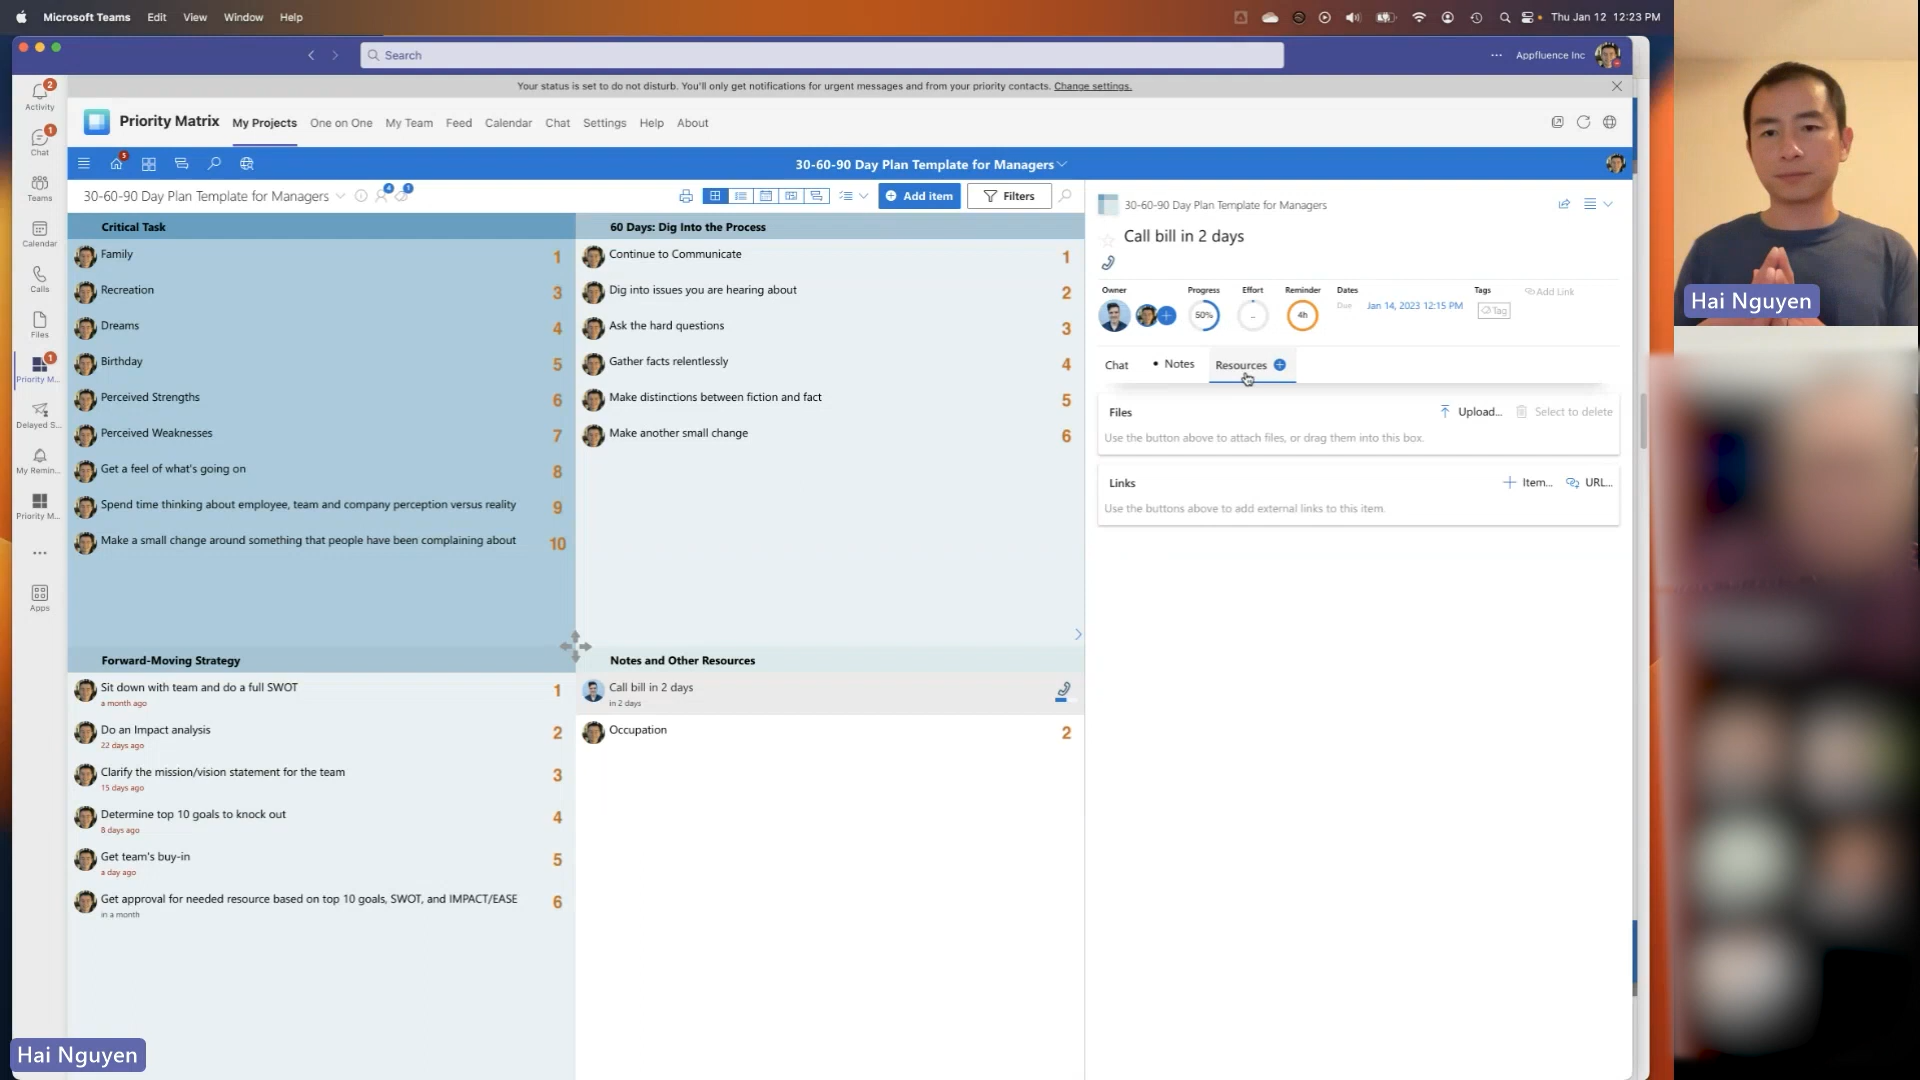 Microsoft Teams Edit View Window Help
Thu Jan 12 12:23 PM
Search
Appfluence Inc
Your status is set to do not disturb. You'll only get notifications for urgent messages and from your priority contacts. Change settings.
2
Activity
1
Chat
Teams
Calendar
Calls
Files
1
Priority M...
Delayed S...
My Remin...
Priority M...
Apps
Priority Matrix My Projects One on One My Team Feed Calendar Chat Settings Help About
5
30-60-90 Day Plan Template for Managers
30-60-90 Day Plan Template for Managers 4 1
Add item Filters
Critical Task
Family 1
Recreation 3
Dreams 4
Birthday 5
Perceived Strengths 6
Perceived Weaknesses 7
Get a feel of what's going on 8
Spend time thinking about employee, team and company perception versus reality 9
Make a small change around something that people have been complaining about 10
60 Days: Dig Into the Process
Continue to Communicate 1
Dig into issues you are hearing about 2
Ask the hard questions 3
Gather facts relentlessly 4
Make distinctions between fiction and fact 5
Make another small change 6
Forward-Moving Strategy
Sit down with team and do a full SWOT 1
a month ago
Do an Impact analysis 2
22 days ago
Clarify the mission/vision statement for the team 3
15 days ago
Determine top 10 goals to knock out 4
8 days ago
Get team's buy-in 5
a day ago
Get approval for needed resource based on top 10 goals, SWOT, and IMPACT/EASE 6
in a month
Notes and Other Resources
Call bill in 2 days
in 2 days
Occupation 2
30-60-90 Day Plan Template for Managers
Call bill in 2 days
Owner Progress Effort Reminder Dates Tags Add Link
50% - 4h Due Jan 14, 2023 12:15 PM Tag
Chat • Notes Resources
Files Upload... Select to delete
Use the button above to attach files, or drag them into this box.
Links Item... URL...
Use the buttons above to add external links to this item.
Hai Nguyen
Hai Nguyen